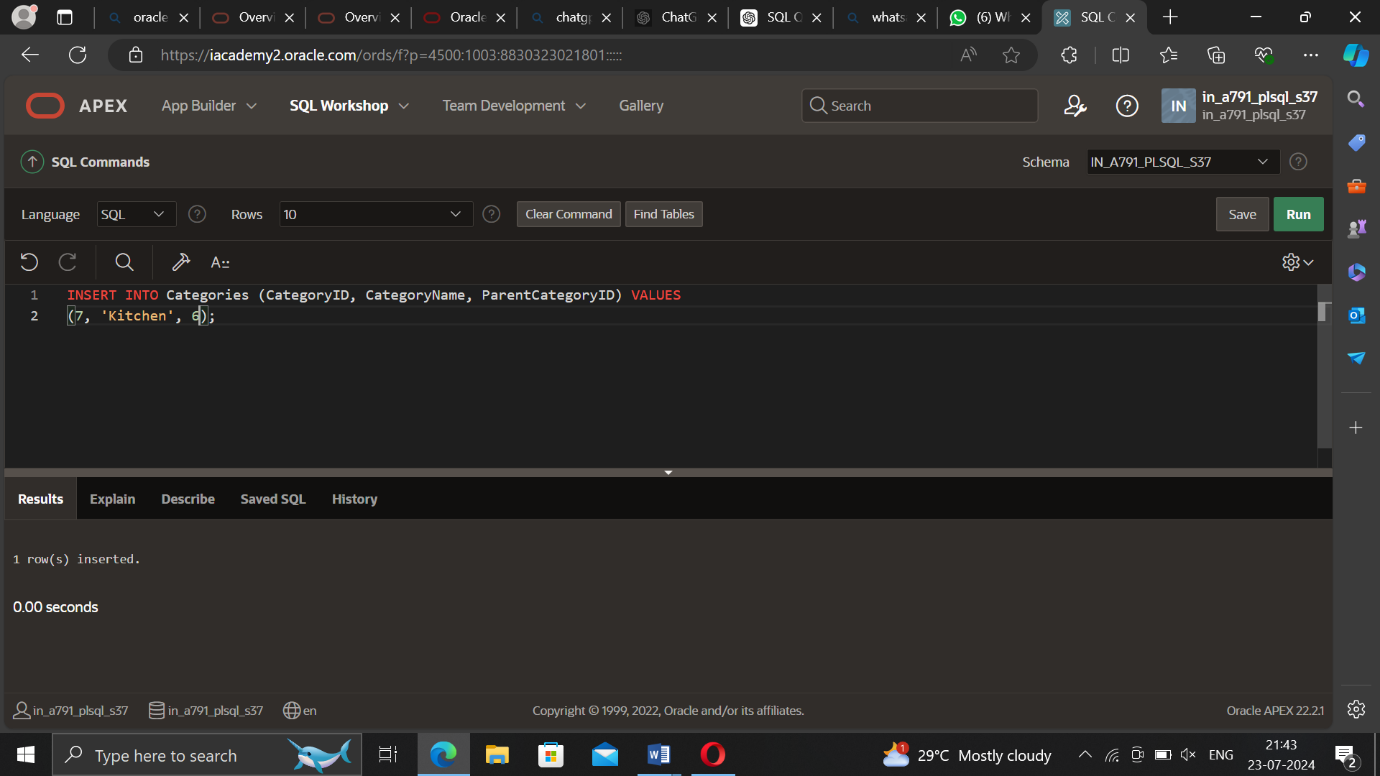 oracle
Overvi
Overvi
Oracle
chatgp
ChatG
SQL Q
whats
(6) Wh
SQL C
https://iacademy2.oracle.com/ords/f?p=4500:1003:8830323021801:::::
APEX
App Builder
SQL Workshop
Team Development
Gallery
Search
IN
in_a791_plsql_s37
in_a791_plsql_s37
SQL Commands
Schema
IN_A791_PLSQL_S37
Language
SQL
Rows
10
Clear Command
Find Tables
Save
Run
A::
1 INSERT INTO Categories (CategoryID, CategoryName, ParentCategoryID) VALUES
2 (7, 'Kitchen', 6);
Results
Explain
Describe
Saved SQL
History
1 row(s) inserted.
0.00 seconds
in_a791_plsql_s37
in_a791_plsql_s37
en
Copyright © 1999, 2022, Oracle and/or its affiliates.
Oracle APEX 22.2.1
Type here to search
1
29°C Mostly cloudy
ENG
21:43
23-07-2024
2